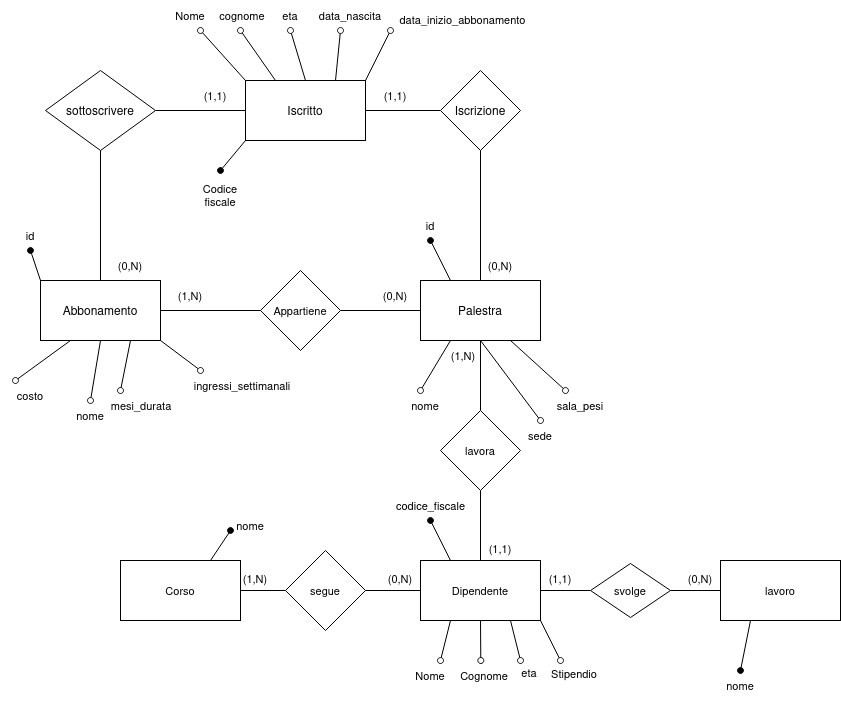 Nome
cognome
eta
data_nascita
data_inizio_abbonamento
sottoscrivere
(1,1)
Iscritto
(1,1)
Iscrizione
Codice
fiscale
id
id
(0,N)
(0,N)
Abbonamento
(1,N)
Appartiene
(0,N)
Palestra
costo
nome
mesi_durata
ingressi_settimanali
(1,N)
nome
sede
sala_pesi
lavora
codice_fiscale
nome
(1,1)
Corso
(1,N)
segue
(0,N)
Dipendente
(1,1)
svolge
(0,N)
lavoro
Nome
Cognome
eta
Stipendio
nome